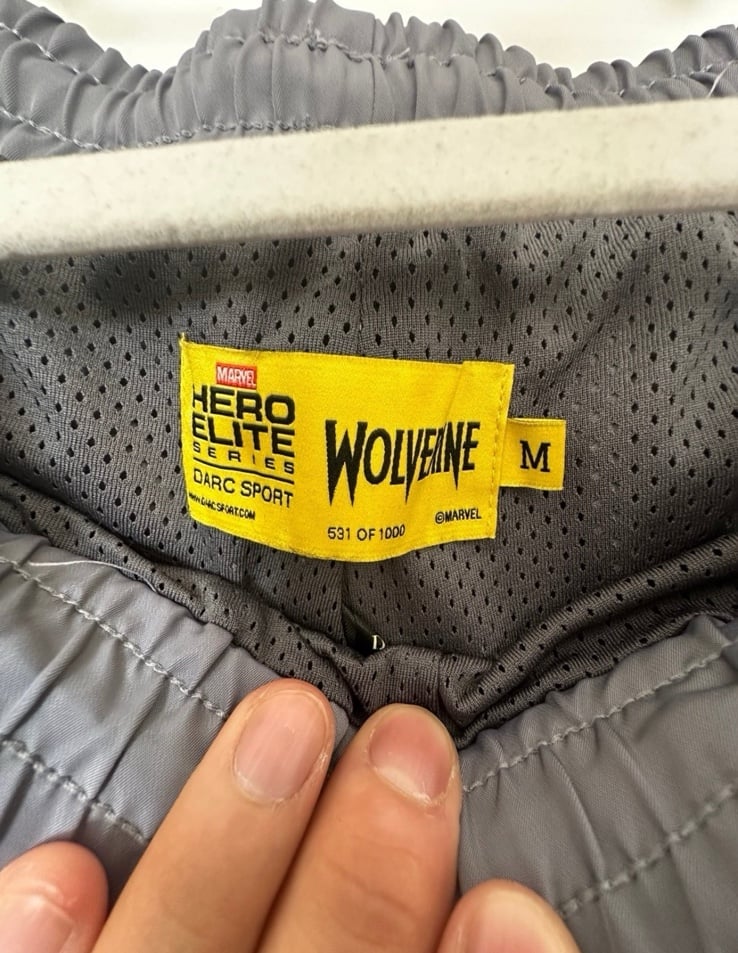 MARVEL
HERO
ELITE
SERIES
DARC SPORT
WWW.DARCSPORT.COM
WOLVERINE
531 OF 1000
©MARVEL
M